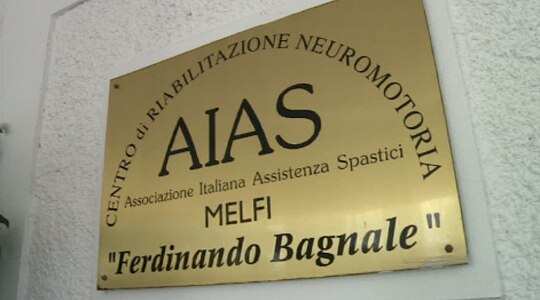 CENTRO di RIABILITAZIONE NEUROMOTORIA
AIAS
Associazione Italiana Assistenza Spastici
MELFI
"Ferdinando Bagnale"